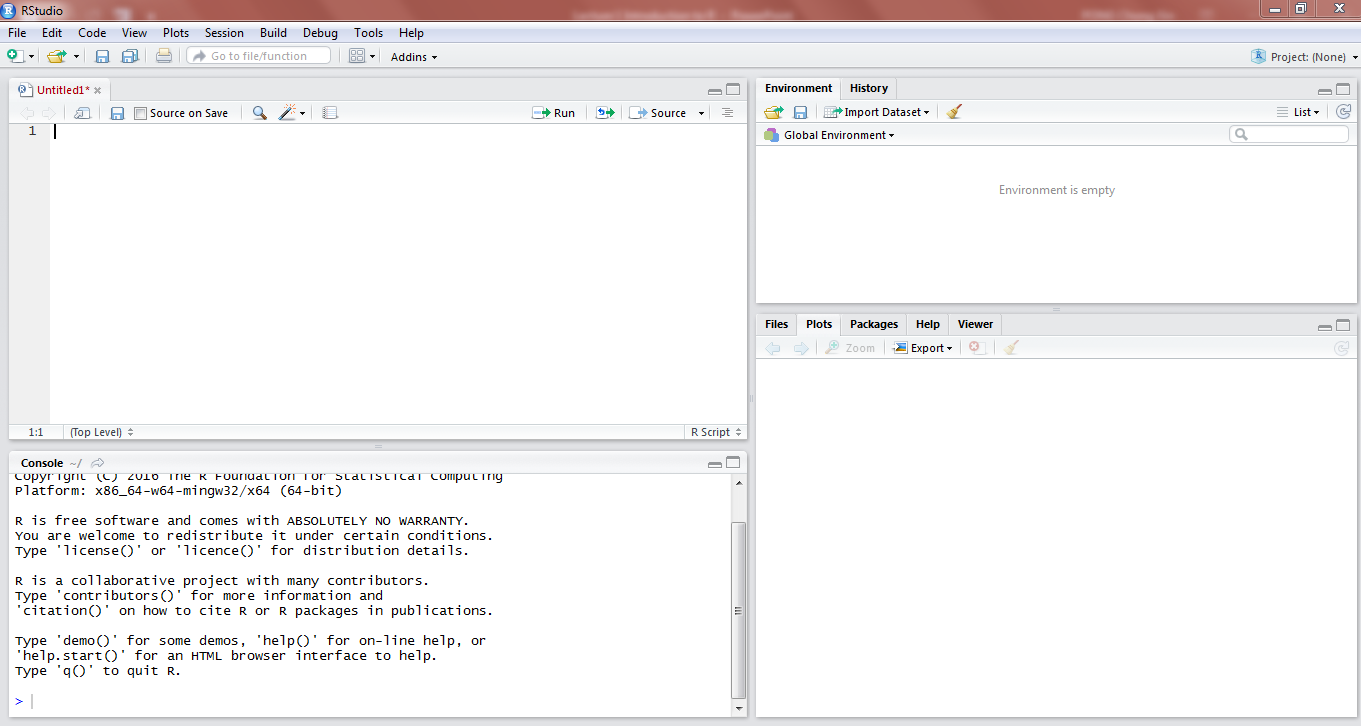 RStudio
File Edit Code View Plots Session Build Debug Tools Help
Go to file/function Addins Project: (None)
Untitled1*
Source on Save Run Source
1
1:1 (Top Level) R Script
Console ~/
Copyright (C) 2016 The R Foundation for Statistical Computing
Platform: x86_64-w64-mingw32/x64 (64-bit)
R is free software and comes with ABSOLUTELY NO WARRANTY.
You are welcome to redistribute it under certain conditions.
Type 'license()' or 'licence()' for distribution details.
R is a collaborative project with many contributors.
Type 'contributors()' for more information and
'citation()' on how to cite R or R packages in publications.
Type 'demo()' for some demos, 'help()' for on-line help, or
'help.start()' for an HTML browser interface to help.
Type 'q()' to quit R.
>
Environment History
Import Dataset List
Global Environment
Environment is empty
Files Plots Packages Help Viewer
Zoom Export